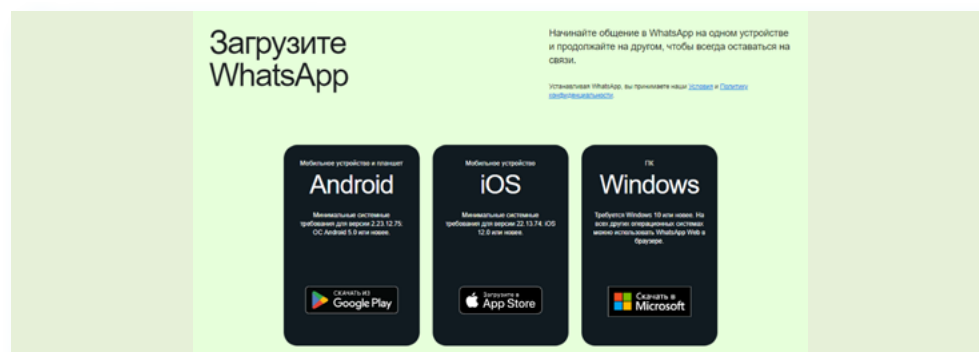 Загрузите
WhatsApp
Начинайте общение в WhatsApp на одном устройстве
и продолжайте на другом, чтобы всегда оставаться на
связи.
Устанавливая WhatsApp, вы принимаете наши Условия и Политику
конфиденциальности.
Мобильное устройство и планшет
Android
Минимальные системные
требования для версии 2.23.12.75:
ОС Android 5.0 или новее.
СКАЧАТЬ ИЗ
Google Play
Мобильное устройство
iOS
Минимальные системные
требования для версии 22.13.74: iOS
12.0 или новее.
Загрузите в
App Store
ПК
Windows
Требуется Windows 10 или новее. На
всех других операционных системах
можно использовать WhatsApp Web в
браузере.
Скачать в
Microsoft